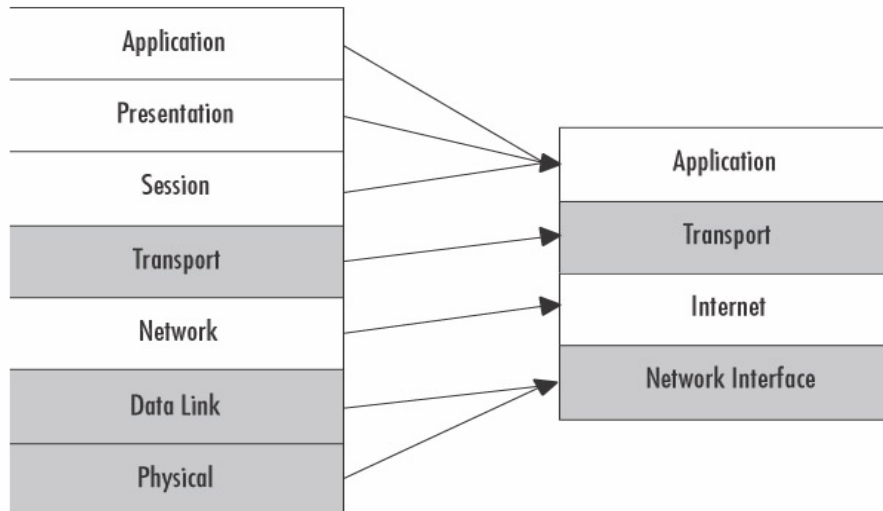 Application
Presentation
Session
Transport
Network
Data Link
Physical
Application
Transport
Internet
Network Interface